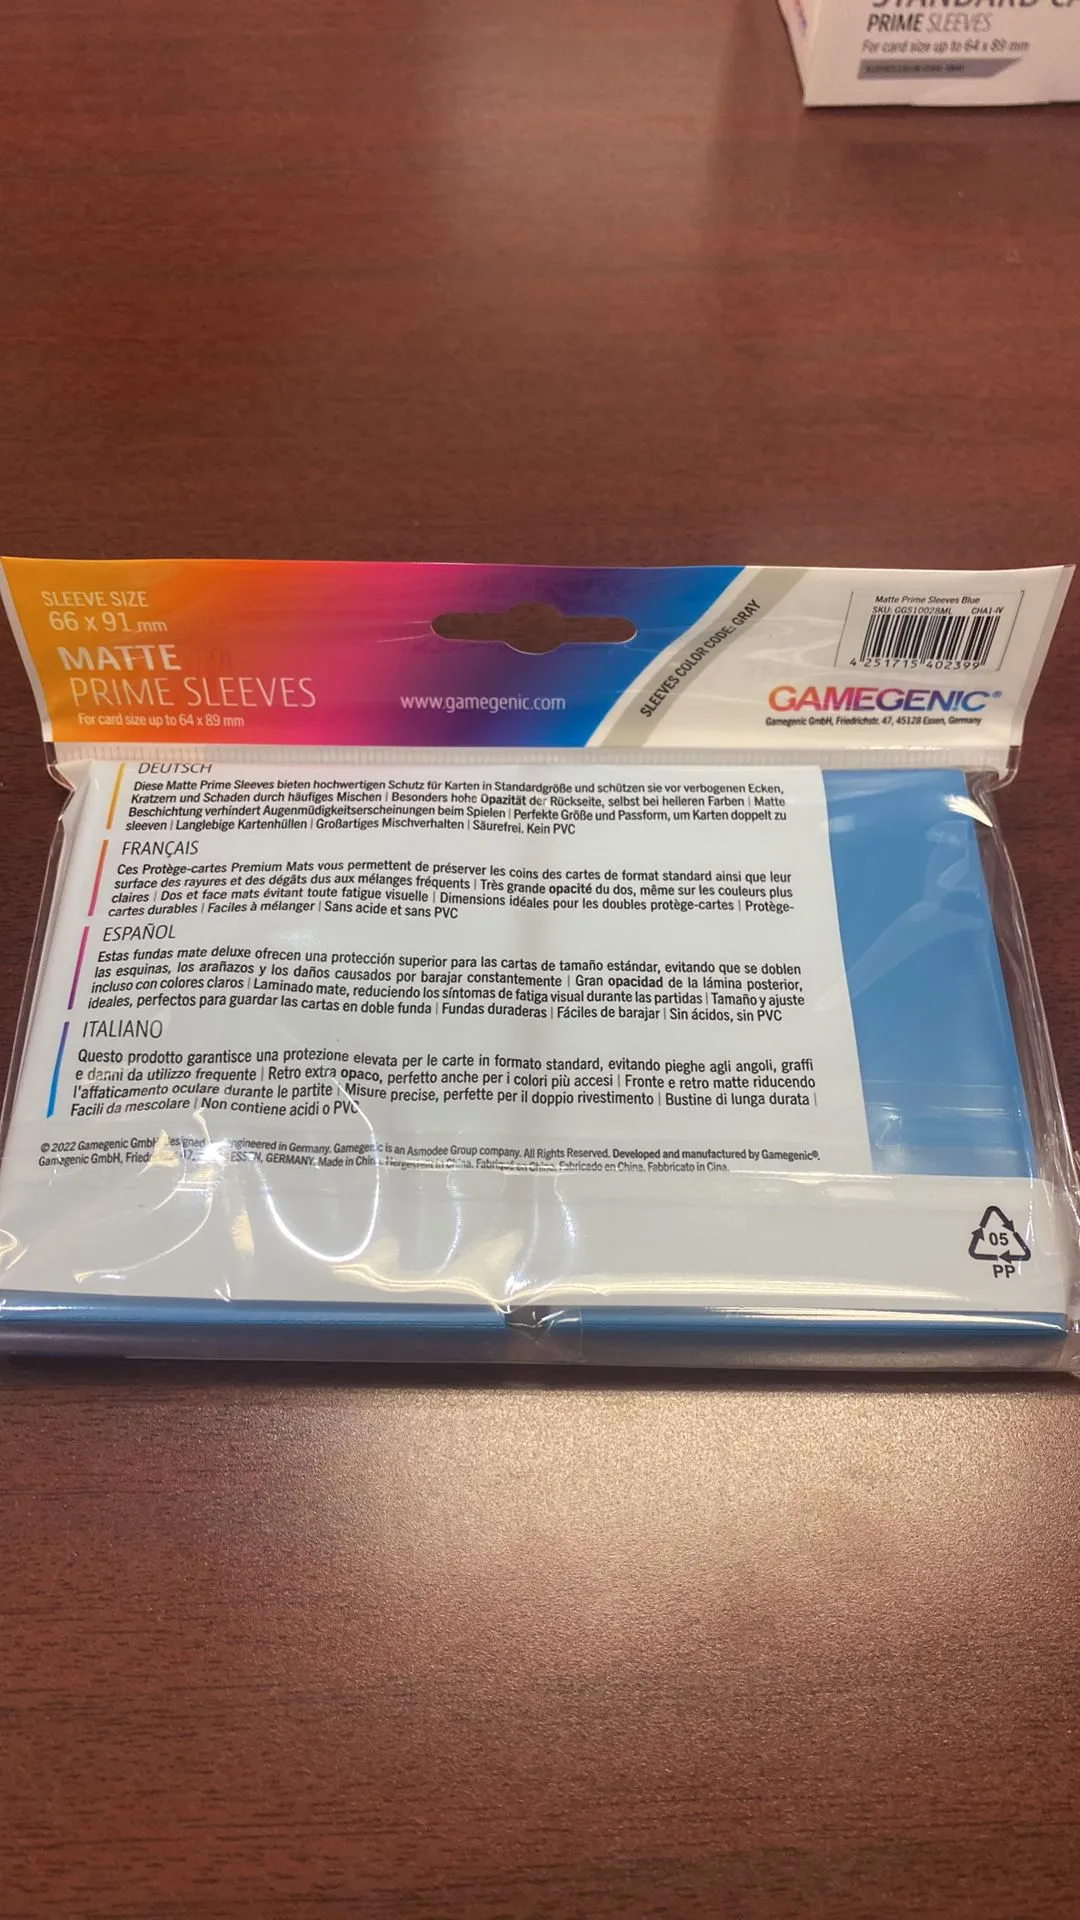 STANDARD
PRIME SLEEVES
For card size up to 64 x 89 mm
SLEEVE SIZE
66 x 91 mm
MATTE
PRIME SLEEVES
For card size up to 64 x 89 mm
www.gamegenic.com
SLEEVES COLOR CODE: GRAY
Matte Prime Sleeves Blue
SKU: GGS10028ML CHA1-IV
4 251715 402399
GAMEGENIC®
Gamegenic GmbH, Friedrichstr. 47, 45128 Essen, Germany
DEUTSCH
Diese Matte Prime Sleeves bieten hochwertigen Schutz für Karten in Standardgröße und schützen sie vor verbogenen Ecken,
Kratzern und Schaden durch häufiges Mischen | Besonders hohe Opazität der Rückseite, selbst bei helleren Farben | Matte
Beschichtung verhindert Augenmüdigkeitserscheinungen beim Spielen | Perfekte Größe und Passform, um Karten doppelt zu
sleeven | Langlebige Kartenhüllen | Großartiges Mischverhalten | Säurefrei. Kein PVC
FRANÇAIS
Ces Protège-cartes Premium Mats vous permettent de préserver les coins des cartes de format standard ainsi que leur
surface des rayures et des dégâts dus aux mélanges fréquents | Très grande opacité du dos, même sur les couleurs plus
claires | Dos et face mats évitant toute fatigue visuelle | Dimensions idéales pour les doubles protège-cartes | Protège-
cartes durables | Faciles à mélanger | Sans acide et sans PVC
ESPAÑOL
Estas fundas mate deluxe ofrecen una protección superior para las cartas de tamaño estándar, evitando que se doblen
las esquinas, los arañazos y los daños causados por barajar constantemente | Gran opacidad de la lámina posterior,
incluso con colores claros | Laminado mate, reduciendo los síntomas de fatiga visual durante las partidas | Tamaño y ajuste
ideales, perfectos para guardar las cartas en doble funda | Fundas duraderas | Fáciles de barajar | Sin ácidos, sin PVC
ITALIANO
Questo prodotto garantisce una protezione elevata per le carte in formato standard, evitando pieghe agli angoli, graffi
e danni da utilizzo frequente | Retro extra opaco, perfetto anche per i colori più accesi | Fronte e retro matte riducendo
l'affaticamento oculare durante le partite | Misure precise, perfette per il doppio rivestimento | Bustine di lunga durata |
Facili da mescolare | Non contiene acidi o PVC
© 2022 Gamegenic GmbH Designed engineered in Germany. Gamegenic is an Asmodee Group company. All Rights Reserved. Developed and manufactured by Gamegenic®.
Gamegenic GmbH, 47, ESSEN, GERMANY. Made in China. Hergestellt in China. Fabriqué en Chine. Fabricado en China. Fabbricato in Cina.
05
PP